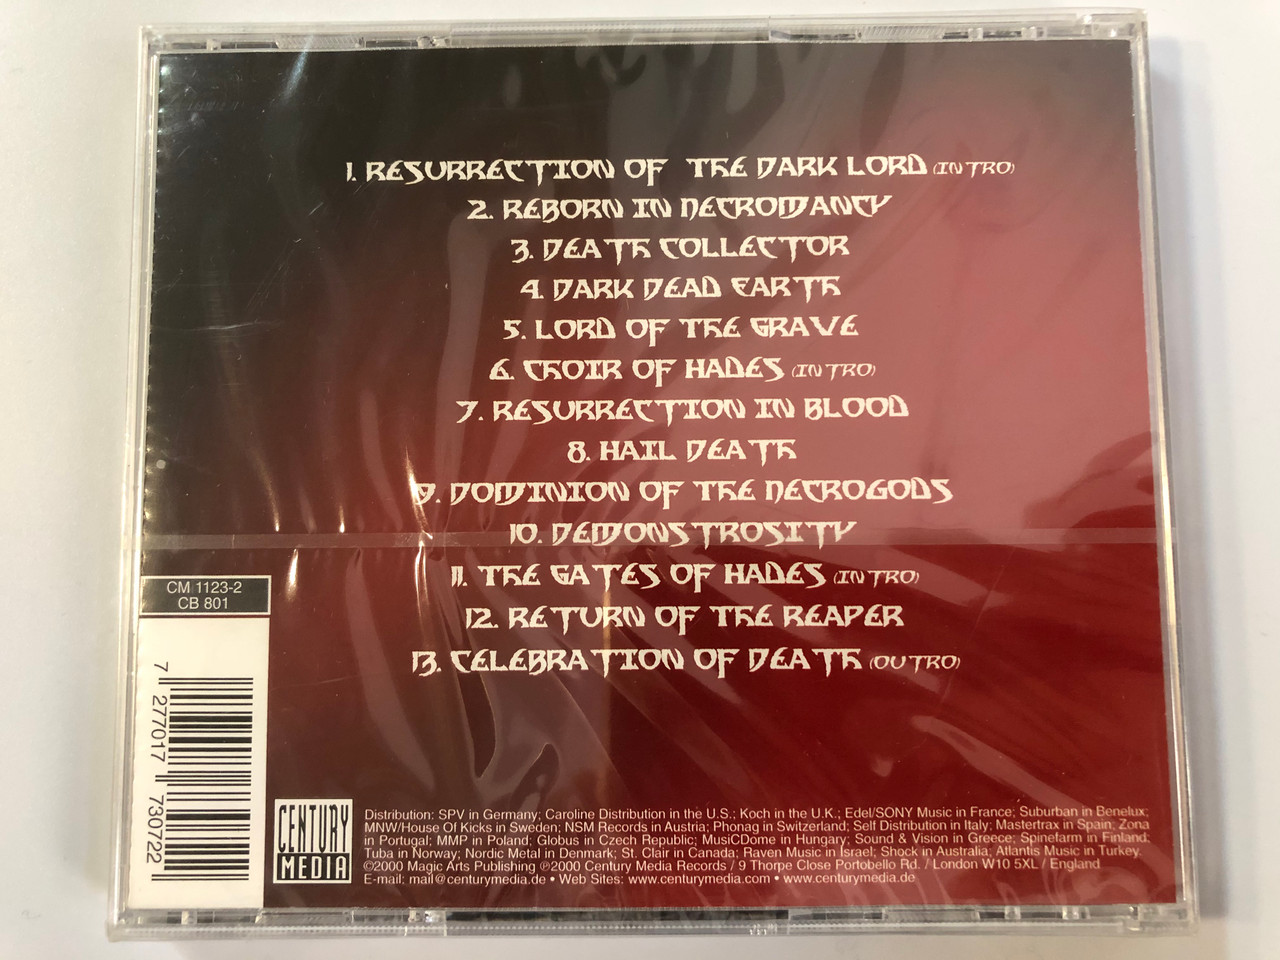 1. RESURRECTION OF THE DARK LORD (INTRO)
2. REBORN IN NECROMANCY
3. DEATH COLLECTOR
4. DARK DEAD EARTH
5. LORD OF THE GRAVE
6. CHOIR OF HADES (INTRO)
7. RESURRECTION IN BLOOD
8. HAIL DEATH
9. DOMINION OF THE NECROGODS
10. DEMONSTROSITY
11. THE GATES OF HADES (INTRO)
12. RETURN OF THE REAPER
13. CELEBRATION OF DEATH (OUTRO)
CM 1123-2
CB 801
7 277017 730722
CENTURY
MEDIA
Distribution: SPV in Germany; Caroline Distribution in the U.S.; Koch in the U.K.; Edel/SONY Music in France; Suburban in Benelux;
MNW/House Of Kicks in Sweden; NSM Records in Austria; Phonag in Switzerland; Self Distribution in Italy; Mastertrax in Spain; Zona
in Portugal; MMP in Poland; Globus in Czech Republic; MusiCDome in Hungary; Sound & Vision in Greece; Spinefarm in Finland;
Tuba in Norway; Nordic Metal in Denmark; St. Clair in Canada; Raven Music in Israel; Shock in Australia; Atlantis Music in Turkey.
©2000 Magic Arts Publishing ℗2000 Century Media Records / 9 Thorpe Close Portobello Rd. / London W10 5XL / England
E-mail: mail@centurymedia.de • Web Sites: www.centurymedia.com • www.centurymedia.de